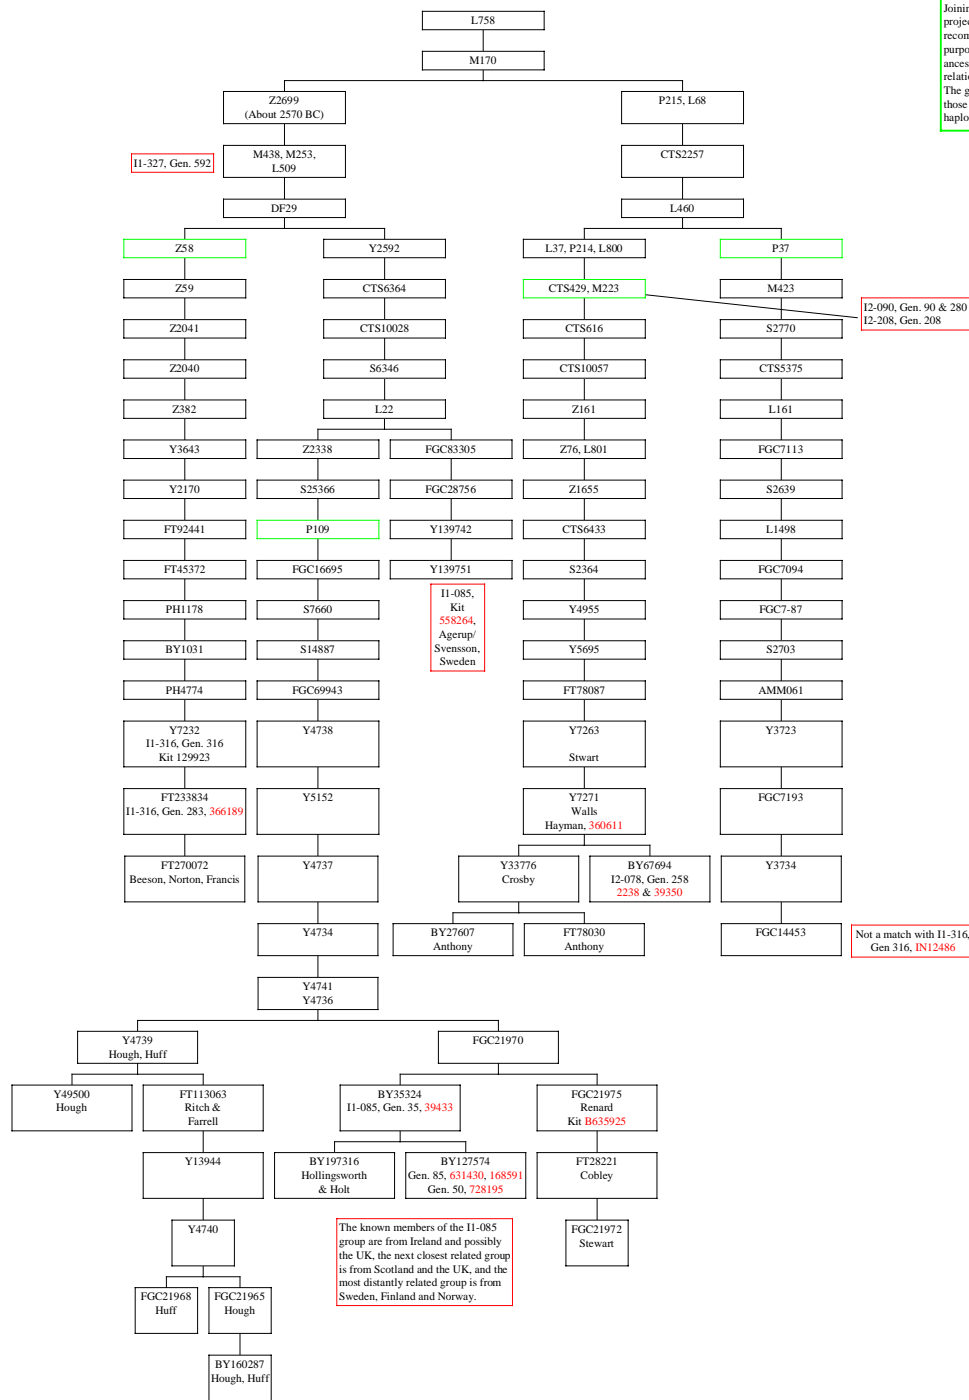 L758
Joinin
projec
recom
purpo
ances
relatio
The g
those
haplo
M170
Z2699
(About 2570 BC)
P215, L68
I1-327, Gen. 592
M438, M253,
L509
CTS2257
DF29
L460
Z58
Y2592
L37, P214, L800
P37
Z59
CTS6364
CTS429, M223
M423
I2-090, Gen. 90 & 280
I2-208, Gen. 208
Z2041
CTS10028
CTS616
S2770
Z2040
S6346
CTS10057
CTS5375
Z382
L22
Z161
L161
Y3643
Z2338
FGC83305
Z76, L801
FGC7113
Y2170
S25366
FGC28756
Z1655
S2639
FT92441
P109
Y139742
CTS6433
L1498
FT45372
FGC16695
Y139751
S2364
FGC7094
I1-085,
Kit
558264,
Agerup/
Svensson,
Sweden
PH1178
S7660
Y4955
FGC7-87
BY1031
S14887
Y5695
S2703
PH4774
FGC69943
FT78087
AMM061
Y7232
I1-316, Gen. 316
Kit 129923
Y4738
Y7263
Stwart
Y3723
FT233834
I1-316, Gen. 283, 366189
Y5152
Y7271
Walls
Hayman, 360611
FGC7193
FT270072
Beeson, Norton, Francis
Y4737
Y33776
Crosby
BY67694
I2-078, Gen. 258
2238 & 39350
Y3734
Y4734
BY27607
Anthony
FT78030
Anthony
FGC14453
Not a match with I1-316,
Gen 316, IN12486
Y4741
Y4736
Y4739
Hough, Huff
FGC21970
Y49500
Hough
FT113063
Ritch &
Farrell
BY35324
I1-085, Gen. 35, 39433
FGC21975
Renard
Kit B635925
Y13944
BY197316
Hollingsworth
& Holt
BY127574
Gen. 85, 631430, 168591
Gen. 50, 728195
FT28221
Cobley
Y4740
The known members of the I1-085
group are from Ireland and possibly
the UK, the next closest related group
is from Scotland and the UK, and the
most distantly related group is from
Sweden, Finland and Norway.
FGC21972
Stewart
FGC21968
Huff
FGC21965
Hough
BY160287
Hough, Huff